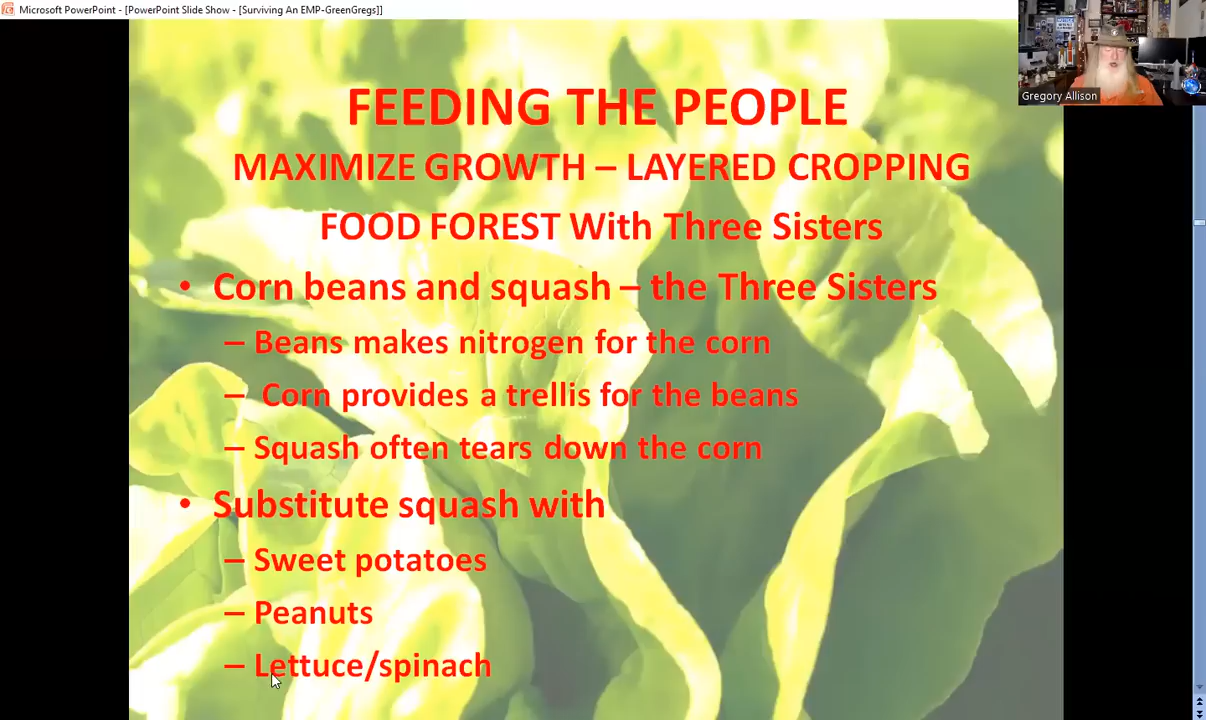 Microsoft PowerPoint - [PowerPoint Slide Show - [Surviving An EMP-GreenGregs]]
Gregory Allison
FEEDING THE PEOPLE
MAXIMIZE GROWTH – LAYERED CROPPING
FOOD FOREST With Three Sisters
• Corn beans and squash – the Three Sisters
– Beans makes nitrogen for the corn
– Corn provides a trellis for the beans
– Squash often tears down the corn
• Substitute squash with
– Sweet potatoes
– Peanuts
– Lettuce/spinach